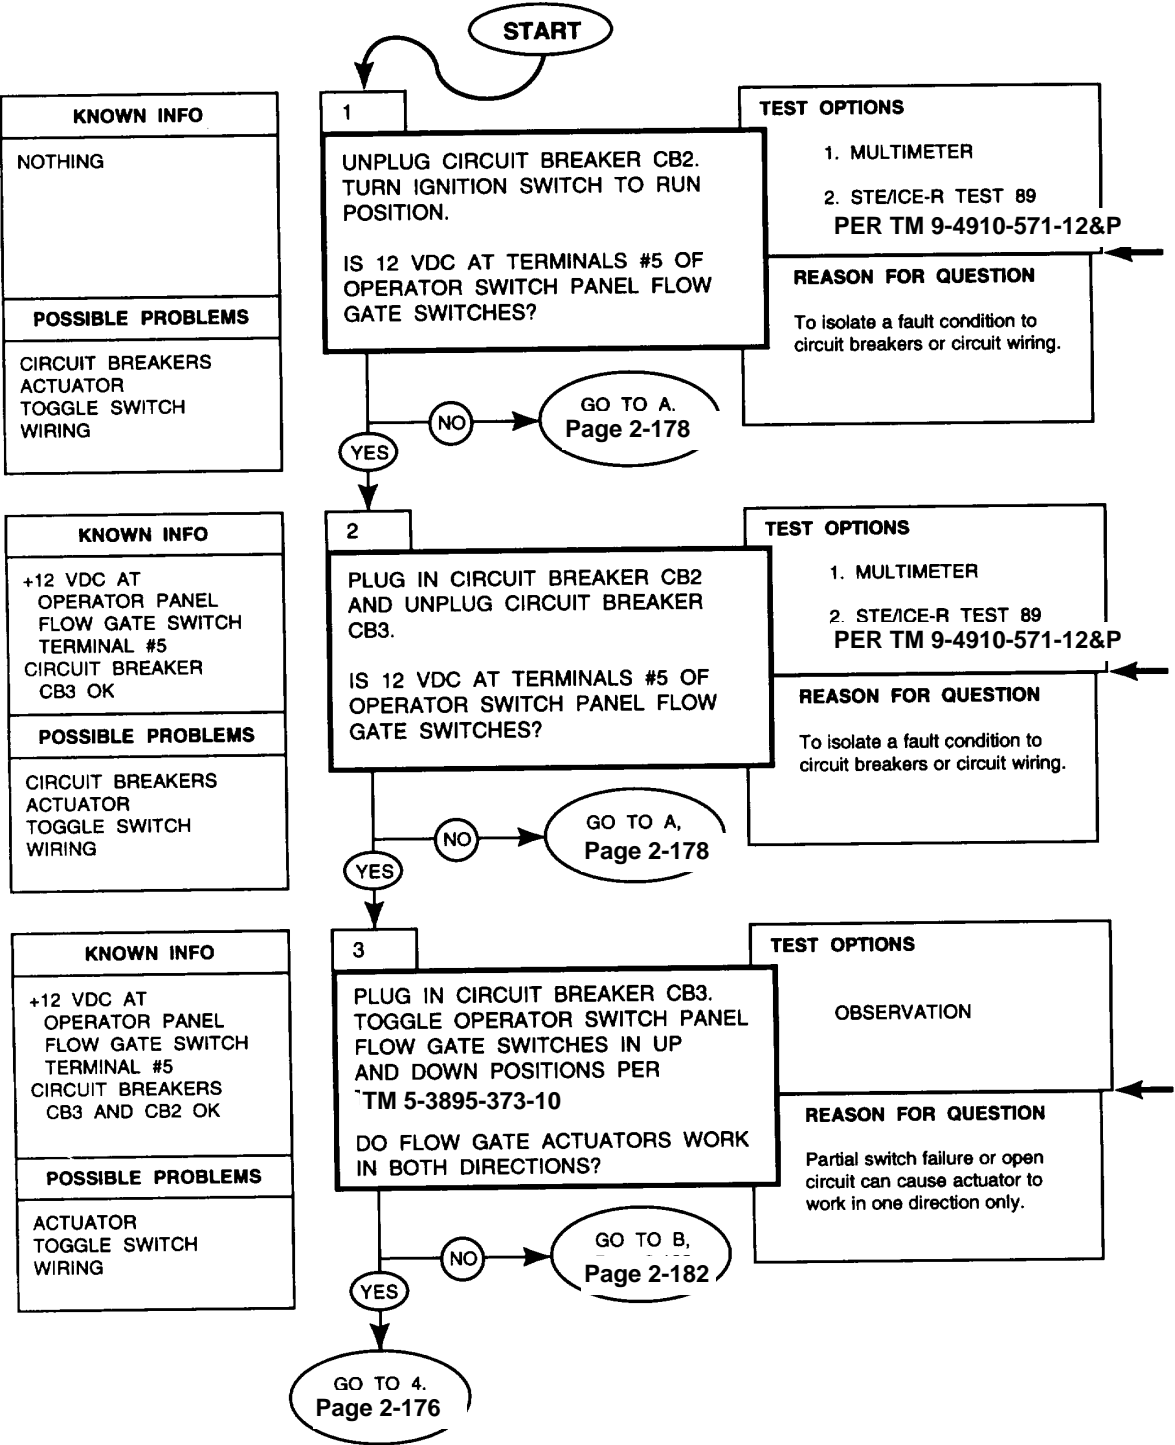 START
KNOWN INFO
NOTHING
POSSIBLE PROBLEMS
CIRCUIT BREAKERS
ACTUATOR
TOGGLE SWITCH
WIRING
1
UNPLUG CIRCUIT BREAKER CB2.
TURN IGNITION SWITCH TO RUN
POSITION.
IS 12 VDC AT TERMINALS #5 OF
OPERATOR SWITCH PANEL FLOW
GATE SWITCHES?
TEST OPTIONS
1. MULTIMETER
2. STE/ICE-R TEST 89
PER TM 9-4910-571-12&P
REASON FOR QUESTION
To isolate a fault condition to
circuit breakers or circuit wiring.
NO
GO TO A.
Page 2-178
YES
KNOWN INFO
+12 VDC AT
OPERATOR PANEL
FLOW GATE SWITCH
TERMINAL #5
CIRCUIT BREAKER
CB3 OK
POSSIBLE PROBLEMS
CIRCUIT BREAKERS
ACTUATOR
TOGGLE SWITCH
WIRING
2
PLUG IN CIRCUIT BREAKER CB2
AND UNPLUG CIRCUIT BREAKER
CB3.
IS 12 VDC AT TERMINALS #5 OF
OPERATOR SWITCH PANEL FLOW
GATE SWITCHES?
TEST OPTIONS
1. MULTIMETER
2. STE/ICE-R TEST 89
PER TM 9-4910-571-12&P
REASON FOR QUESTION
To isolate a fault condition to
circuit breakers or circuit wiring.
NO
GO TO A,
Page 2-178
YES
KNOWN INFO
+12 VDC AT
OPERATOR PANEL
FLOW GATE SWITCH
TERMINAL #5
CIRCUIT BREAKERS
CB3 AND CB2 OK
POSSIBLE PROBLEMS
ACTUATOR
TOGGLE SWITCH
WIRING
3
PLUG IN CIRCUIT BREAKER CB3.
TOGGLE OPERATOR SWITCH PANEL
FLOW GATE SWITCHES IN UP
AND DOWN POSITIONS PER
TM 5-3895-373-10
DO FLOW GATE ACTUATORS WORK
IN BOTH DIRECTIONS?
TEST OPTIONS
OBSERVATION
REASON FOR QUESTION
Partial switch failure or open
circuit can cause actuator to
work in one direction only.
NO
GO TO B,
Page 2-182
YES
GO TO 4.
Page 2-176